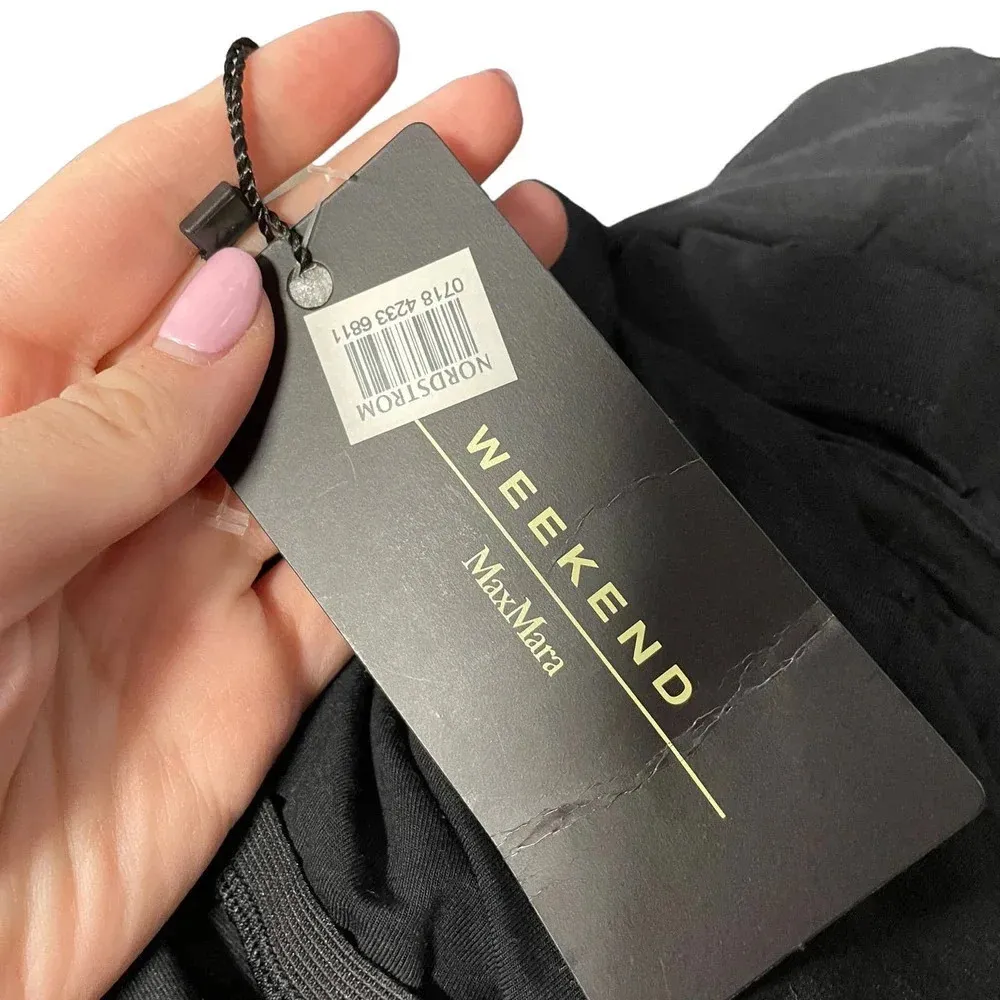 NORDSTROM
0718 4233 6811
WEEKEND
MaxMara